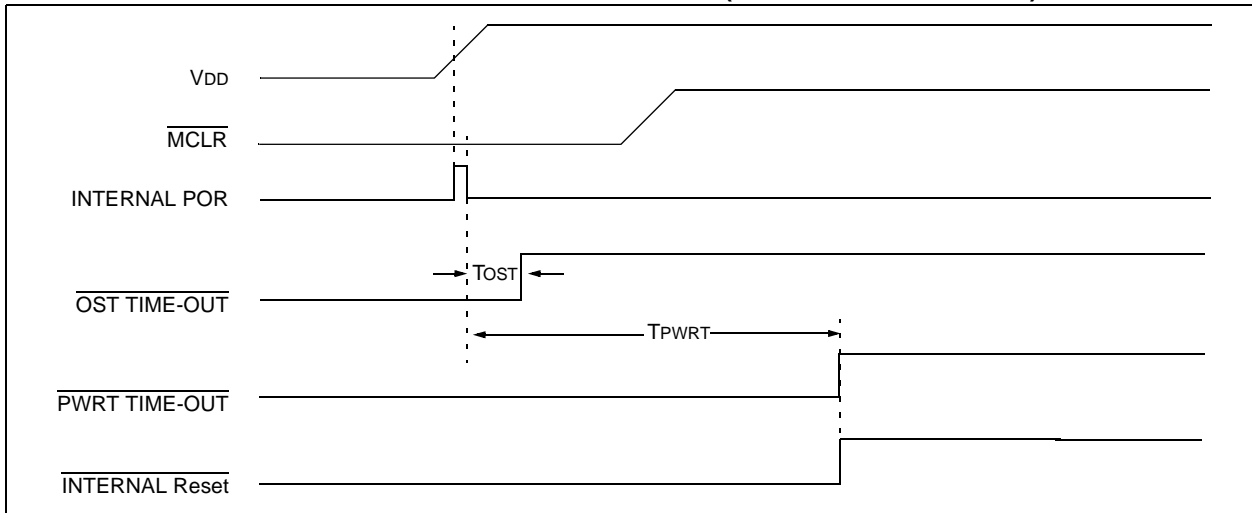 VDD
MCLR
INTERNAL POR
TOST
OST TIME-OUT
TPWRT
PWRT TIME-OUT
INTERNAL Reset